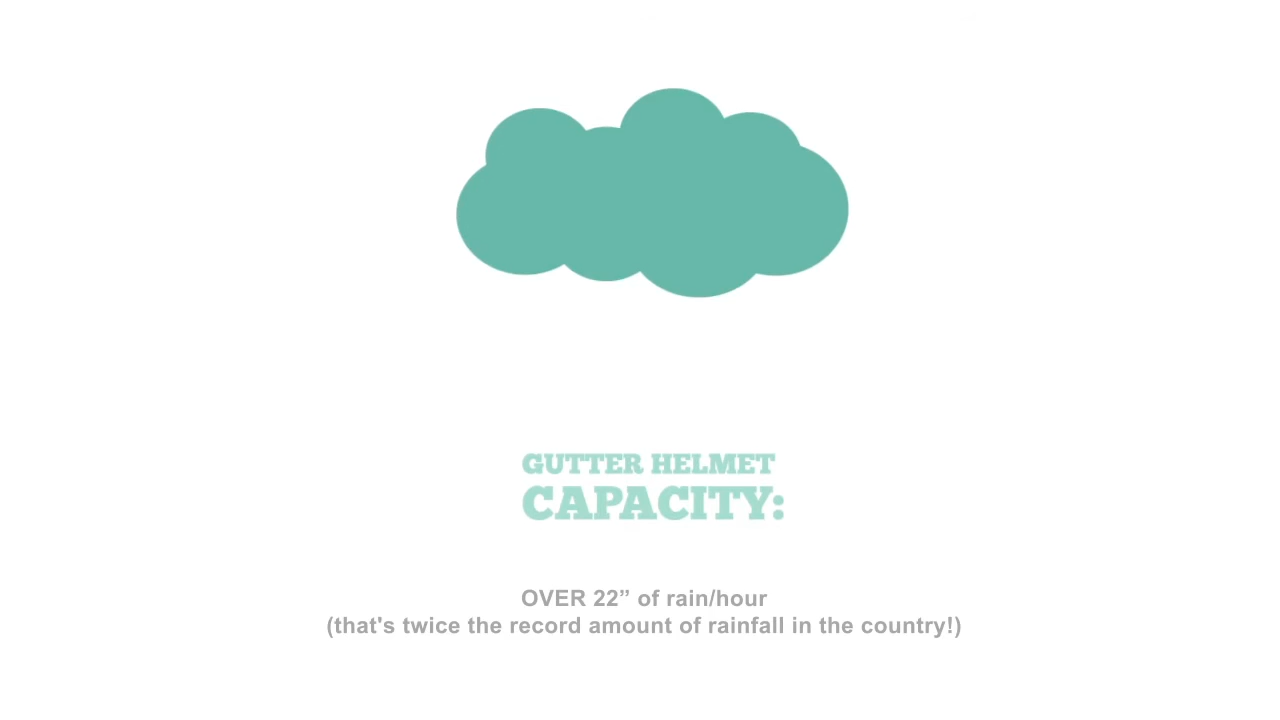 GUTTER HELMET
CAPACITY:
OVER 22” of rain/hour
(that's twice the record amount of rainfall in the country!)